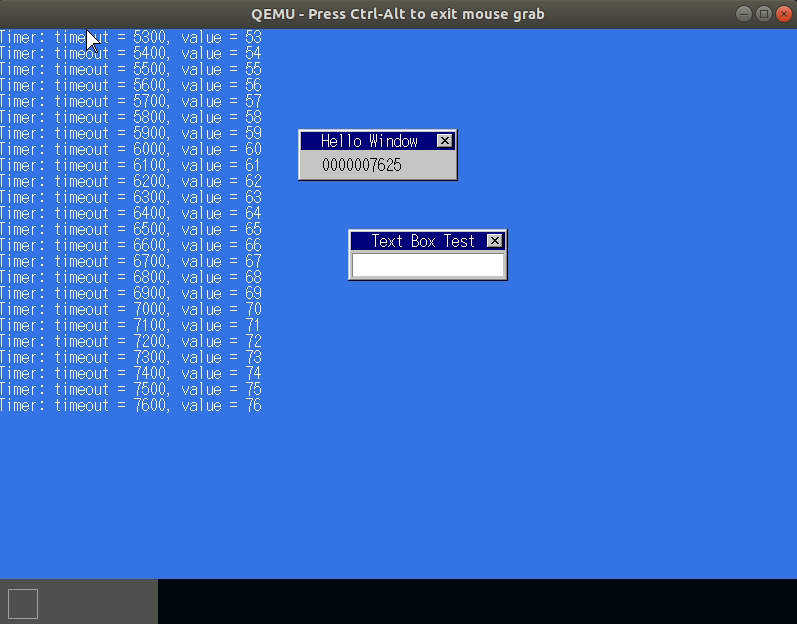 QEMU - Press Ctrl-Alt to exit mouse grab
Timer: timeout = 5300, value = 53
Timer: timeout = 5400, value = 54
Timer: timeout = 5500, value = 55
Timer: timeout = 5600, value = 56
Timer: timeout = 5700, value = 57
Timer: timeout = 5800, value = 58
Timer: timeout = 5900, value = 59
Timer: timeout = 6000, value = 60
Timer: timeout = 6100, value = 61
Timer: timeout = 6200, value = 62
Timer: timeout = 6300, value = 63
Timer: timeout = 6400, value = 64
Timer: timeout = 6500, value = 65
Timer: timeout = 6600, value = 66
Timer: timeout = 6700, value = 67
Timer: timeout = 6800, value = 68
Timer: timeout = 6900, value = 69
Timer: timeout = 7000, value = 70
Timer: timeout = 7100, value = 71
Timer: timeout = 7200, value = 72
Timer: timeout = 7300, value = 73
Timer: timeout = 7400, value = 74
Timer: timeout = 7500, value = 75
Timer: timeout = 7600, value = 76
Hello Window
0000007625
Text Box Test